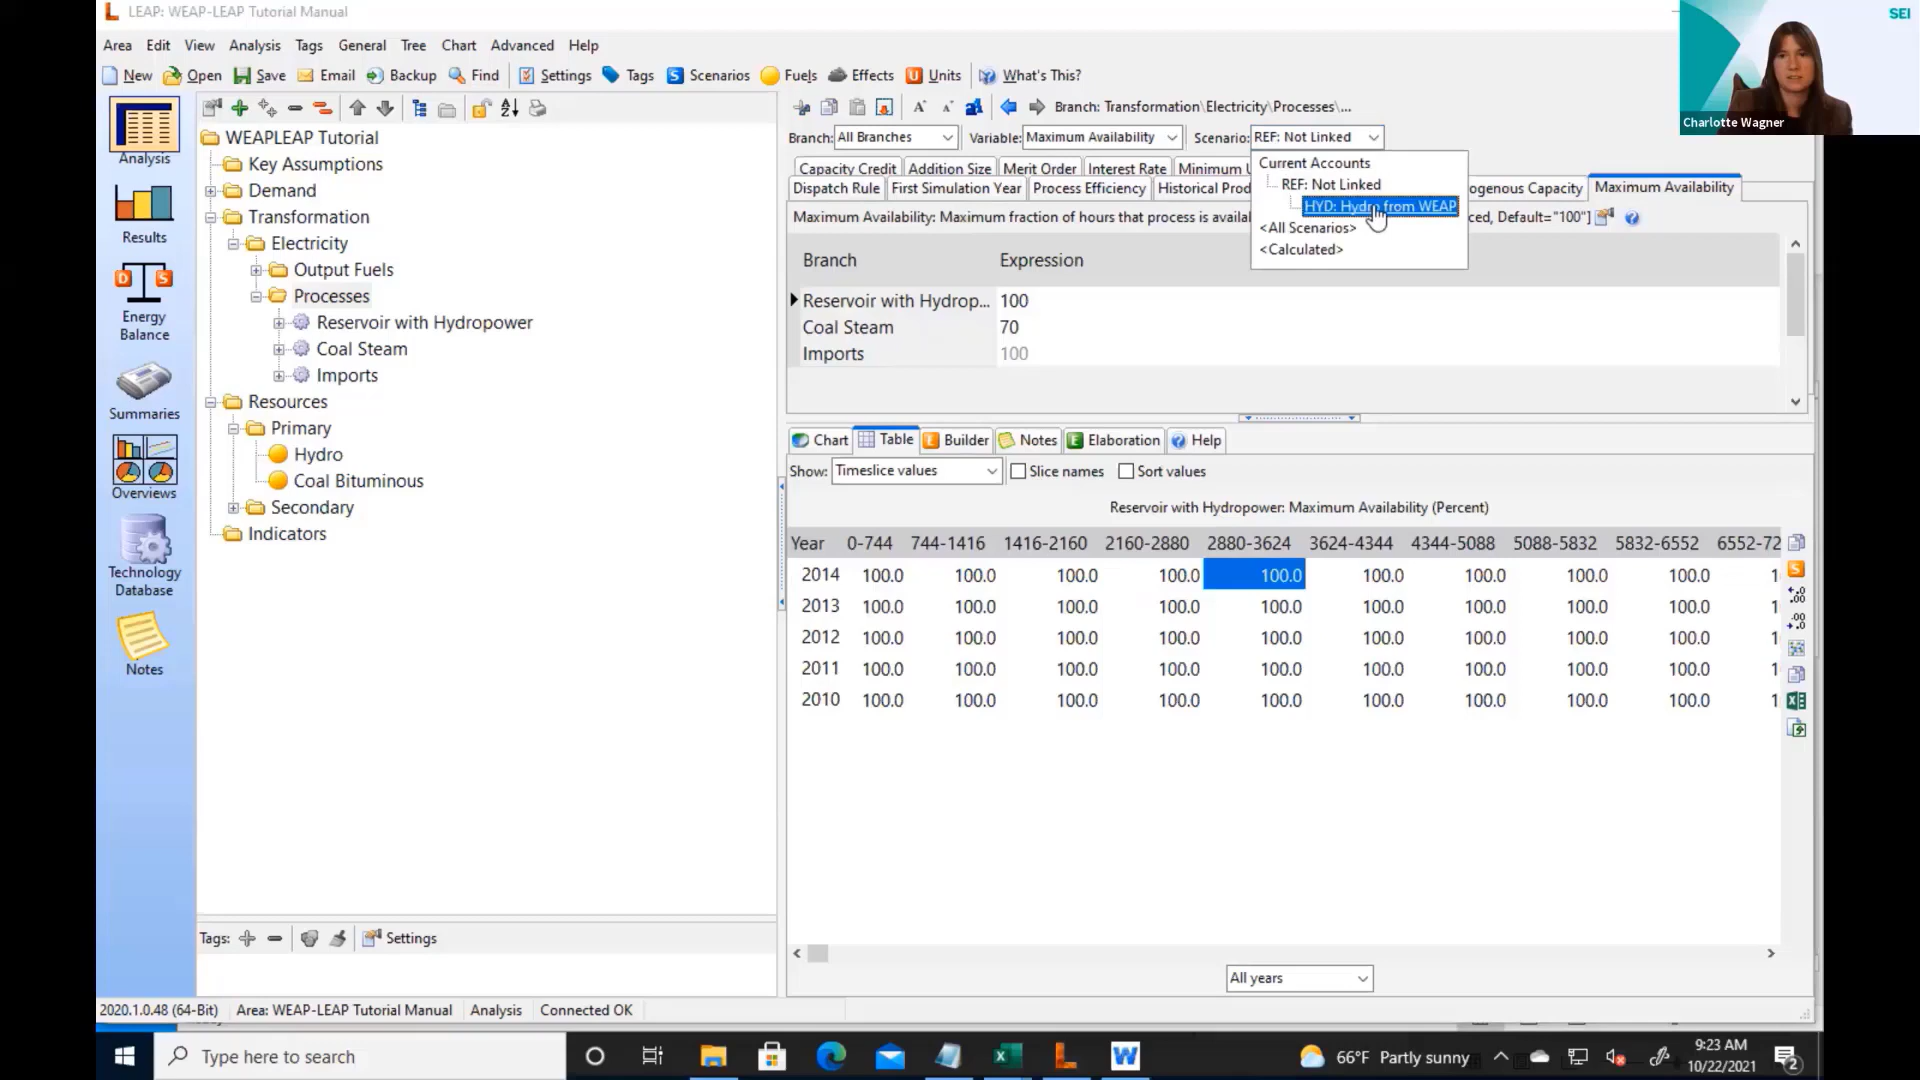 LEAP: WEAP-LEAP Tutorial Manual
SEI
Charlotte Wagner
Area Edit View Analysis Tags General Tree Chart Advanced Help
New Open Save Email Backup Find Settings Tags Scenarios Fuels Effects Units What's This?
Branch: Transformation\Electricity\Processes\...
Branch: All Branches Variable: Maximum Availability Scenario: REF: Not Linked
Current Accounts
REF: Not Linked
HYD: Hydro from WEAP
<All Scenarios>
<Calculated>
Capacity Credit Addition Size Merit Order Interest Rate Minimum U
Dispatch Rule First Simulation Year Process Efficiency Historical Prod ogenous Capacity Maximum Availability
Maximum Availability: Maximum fraction of hours that process is availa ced, Default="100"]
Branch Expression
Reservoir with Hydrop... 100
Coal Steam 70
Imports 100
Analysis
Results
Energy
Balance
Summaries
Overviews
Technology
Database
Notes
WEAPLEAP Tutorial
Key Assumptions
Demand
Transformation
Electricity
Output Fuels
Processes
Reservoir with Hydropower
Coal Steam
Imports
Resources
Primary
Hydro
Coal Bituminous
Secondary
Indicators
Chart Table Builder Notes Elaboration Help
Show: Timeslice values Slice names Sort values
Reservoir with Hydropower: Maximum Availability (Percent)
Year 0-744 744-1416 1416-2160 2160-2880 2880-3624 3624-4344 4344-5088 5088-5832 5832-6552 6552-72
2014 100.0 100.0 100.0 100.0 100.0 100.0 100.0 100.0 100.0 1
2013 100.0 100.0 100.0 100.0 100.0 100.0 100.0 100.0 100.0 1
2012 100.0 100.0 100.0 100.0 100.0 100.0 100.0 100.0 100.0 1
2011 100.0 100.0 100.0 100.0 100.0 100.0 100.0 100.0 100.0 1
2010 100.0 100.0 100.0 100.0 100.0 100.0 100.0 100.0 100.0 1
All years
Tags: Settings
2020.1.0.48 (64-Bit) Area: WEAP-LEAP Tutorial Manual Analysis Connected OK
Type here to search
66°F Partly sunny
9:23 AM
10/22/2021
2